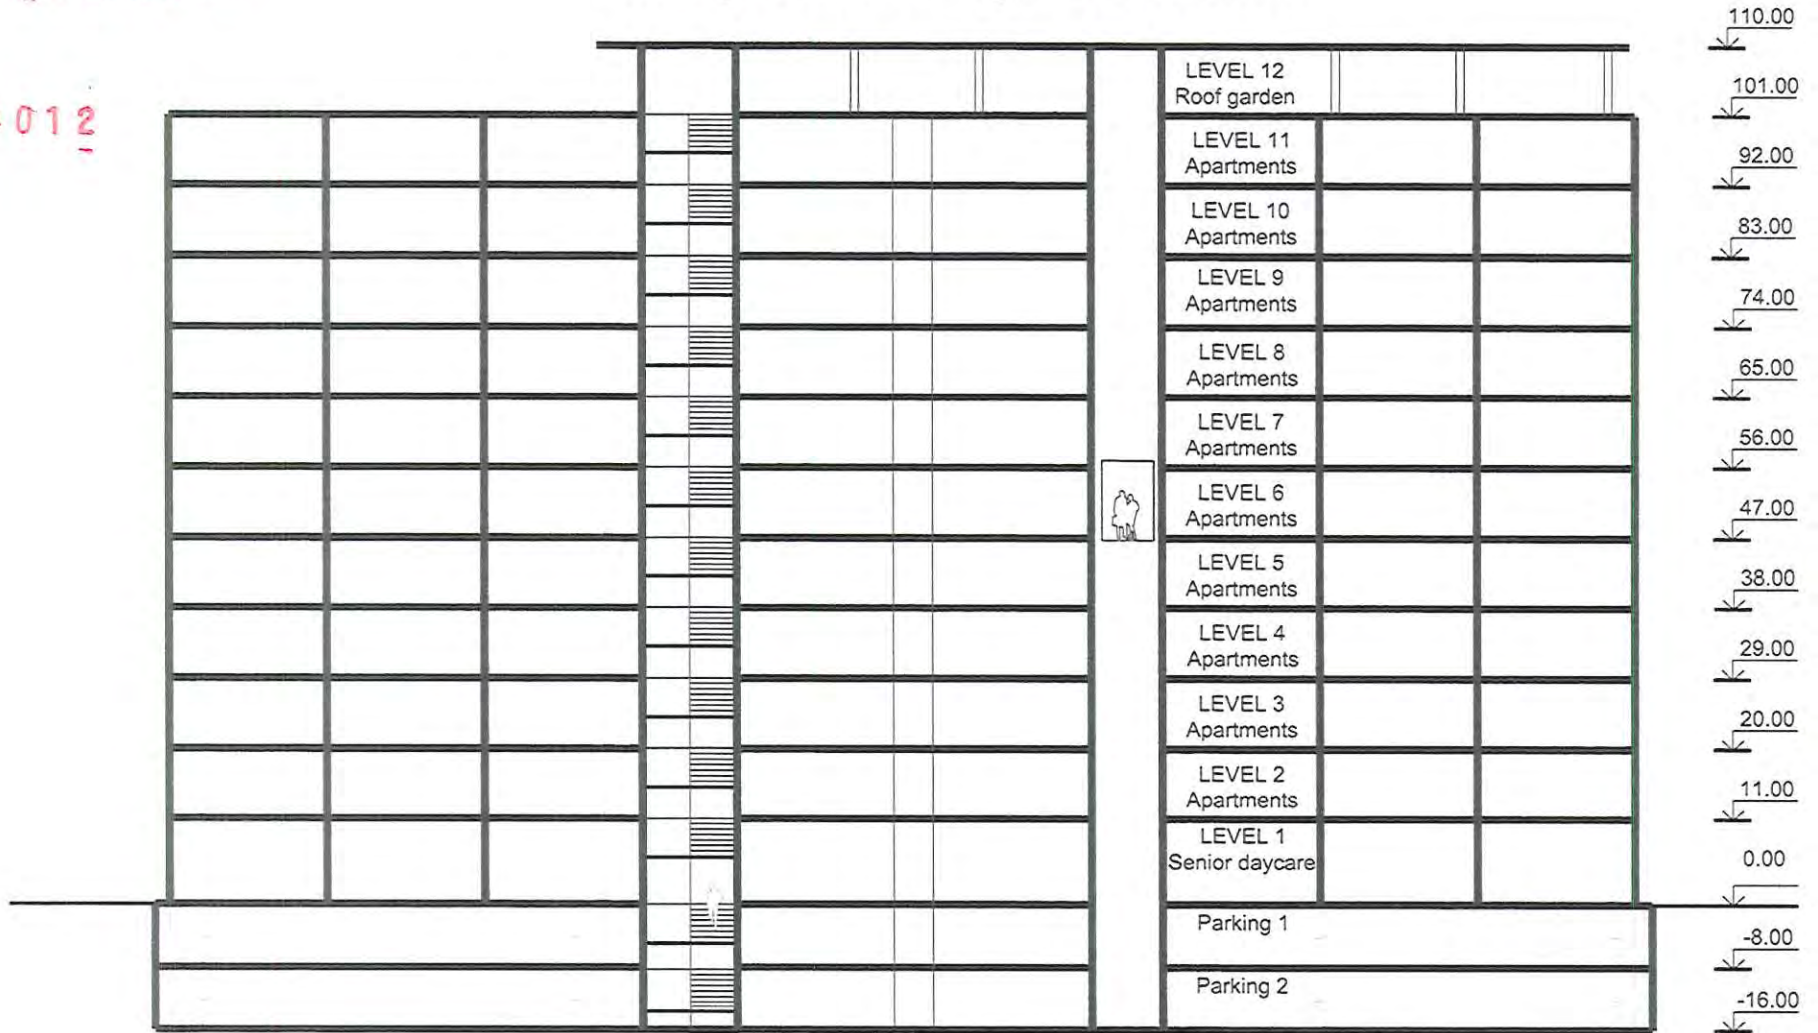 110.00
LEVEL 12
Roof garden
101.00
012
LEVEL 11
Apartments
92.00
LEVEL 10
Apartments
83.00
LEVEL 9
Apartments
74.00
LEVEL 8
Apartments
65.00
LEVEL 7
Apartments
56.00
LEVEL 6
Apartments
47.00
LEVEL 5
Apartments
38.00
LEVEL 4
Apartments
29.00
LEVEL 3
Apartments
20.00
LEVEL 2
Apartments
11.00
LEVEL 1
Senior daycare
0.00
Parking 1
-8.00
Parking 2
-16.00